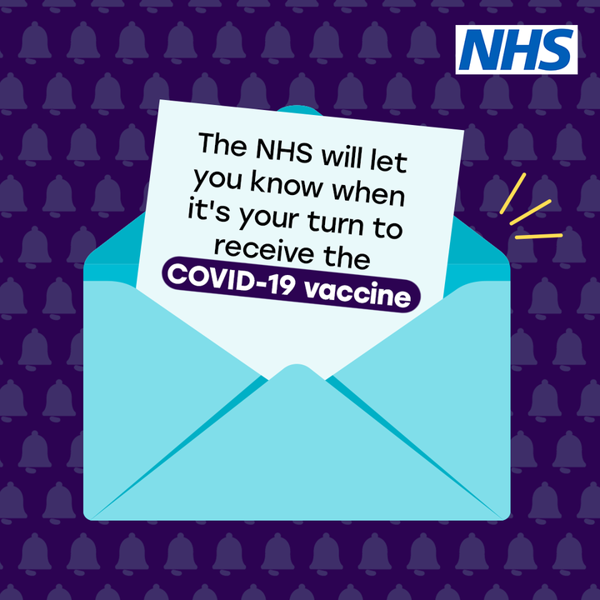 NHS
The NHS will let
you know when
it's your turn to
receive the
COVID-19 vaccine